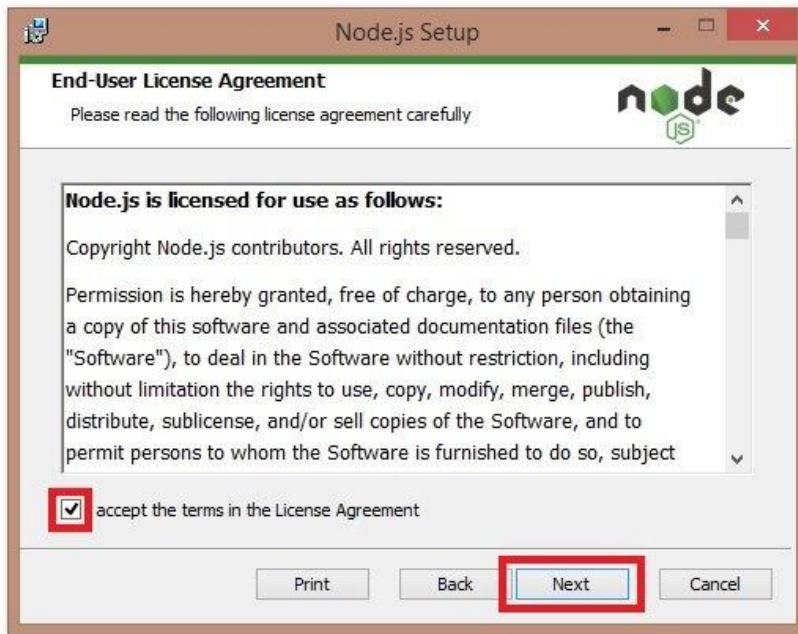 Node.js Setup
End-User License Agreement
Please read the following license agreement carefully
node
JS
Node.js is licensed for use as follows:
Copyright Node.js contributors. All rights reserved.
Permission is hereby granted, free of charge, to any person obtaining
a copy of this software and associated documentation files (the
"Software"), to deal in the Software without restriction, including
without limitation the rights to use, copy, modify, merge, publish,
distribute, sublicense, and/or sell copies of the Software, and to
permit persons to whom the Software is furnished to do so, subject
accept the terms in the License Agreement
Print Back Next Cancel